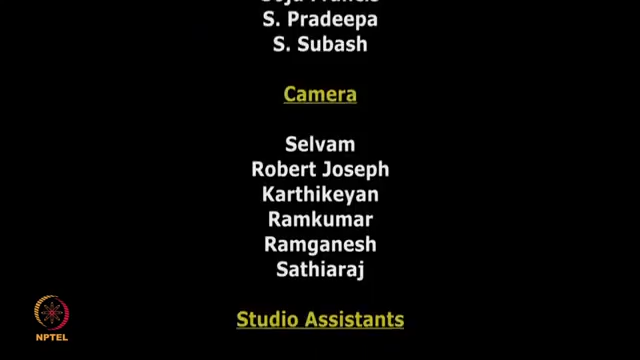 S. Pradeepa
S. Subash
Camera
Selvam
Robert Joseph
Karthikeyan
Ramkumar
Ramganesh
Sathiaraj
Studio Assistants
NPTEL